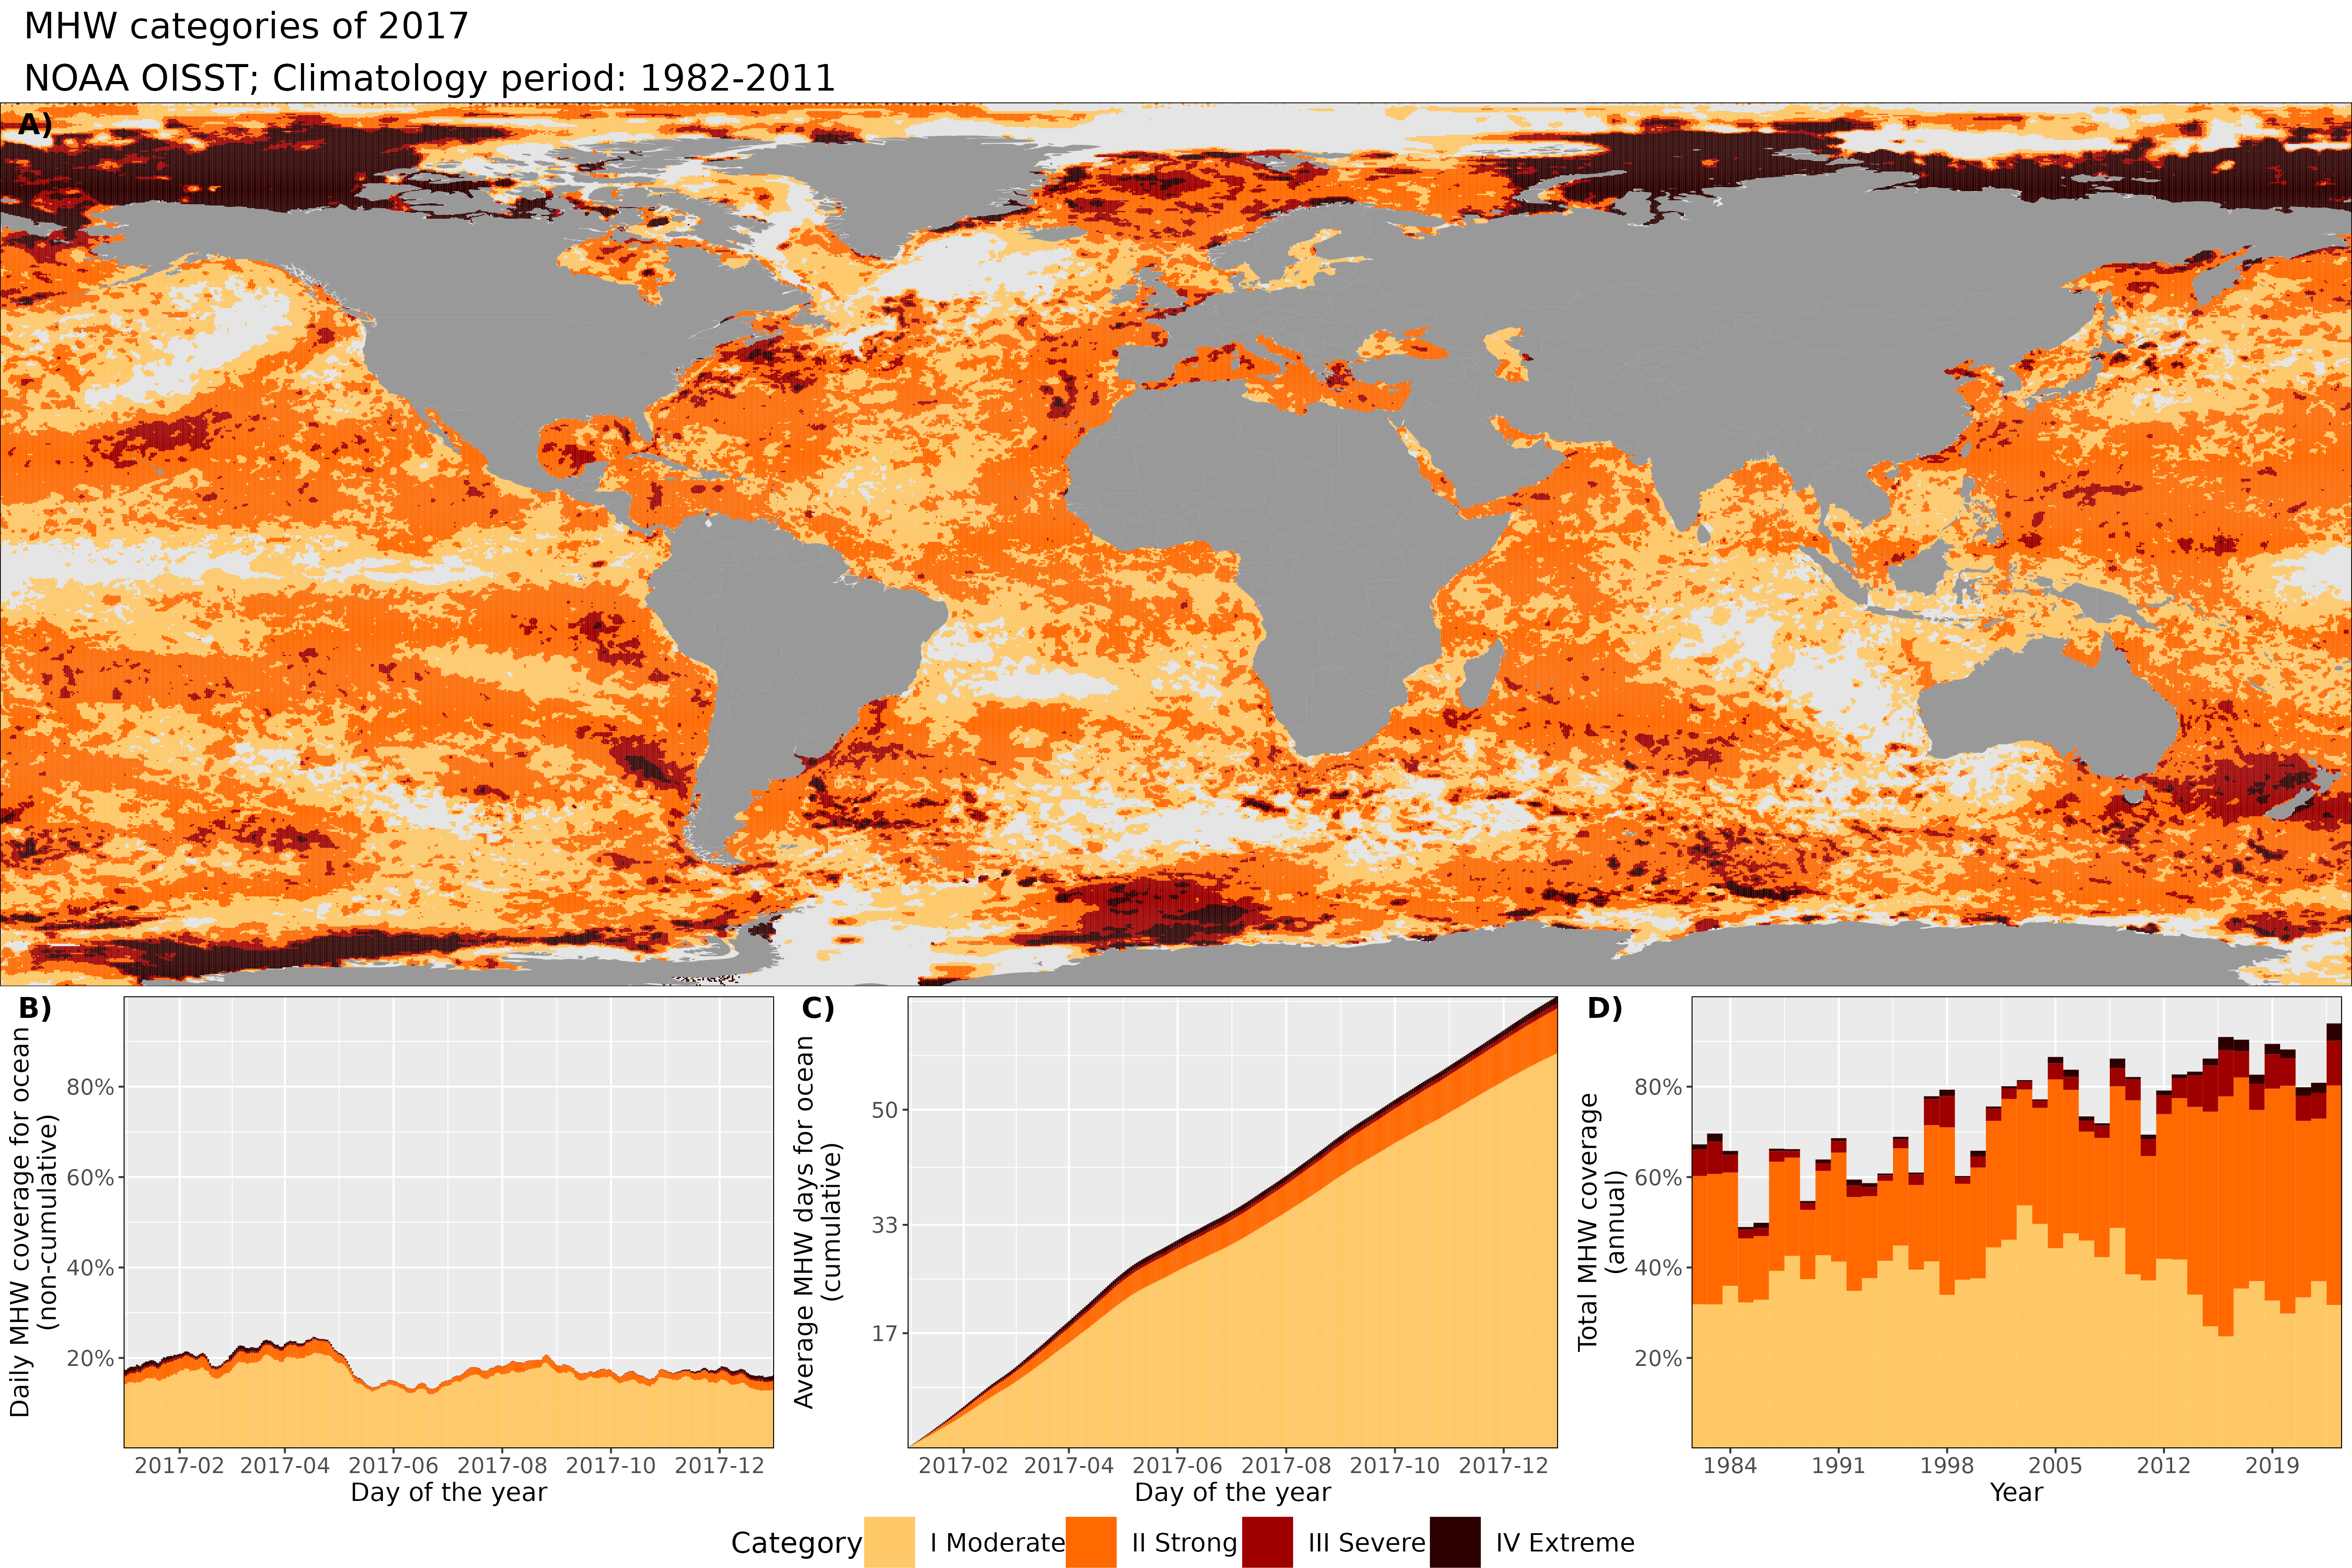 MHW categories of 2017
NOAA OISST; Climatology period: 1982-2011
A)
B)
Daily MHW coverage for ocean
(non-cumulative)
80%
60%
40%
20%
2017-02 2017-04 2017-06 2017-08 2017-10 2017-12
Day of the year
C)
Average MHW days for ocean
(cumulative)
50
33
17
2017-02 2017-04 2017-06 2017-08 2017-10 2017-12
Day of the year
D)
Total MHW coverage
(annual)
80%
60%
40%
20%
1984 1991 1998 2005 2012 2019
Year
Category I Moderate II Strong III Severe IV Extreme